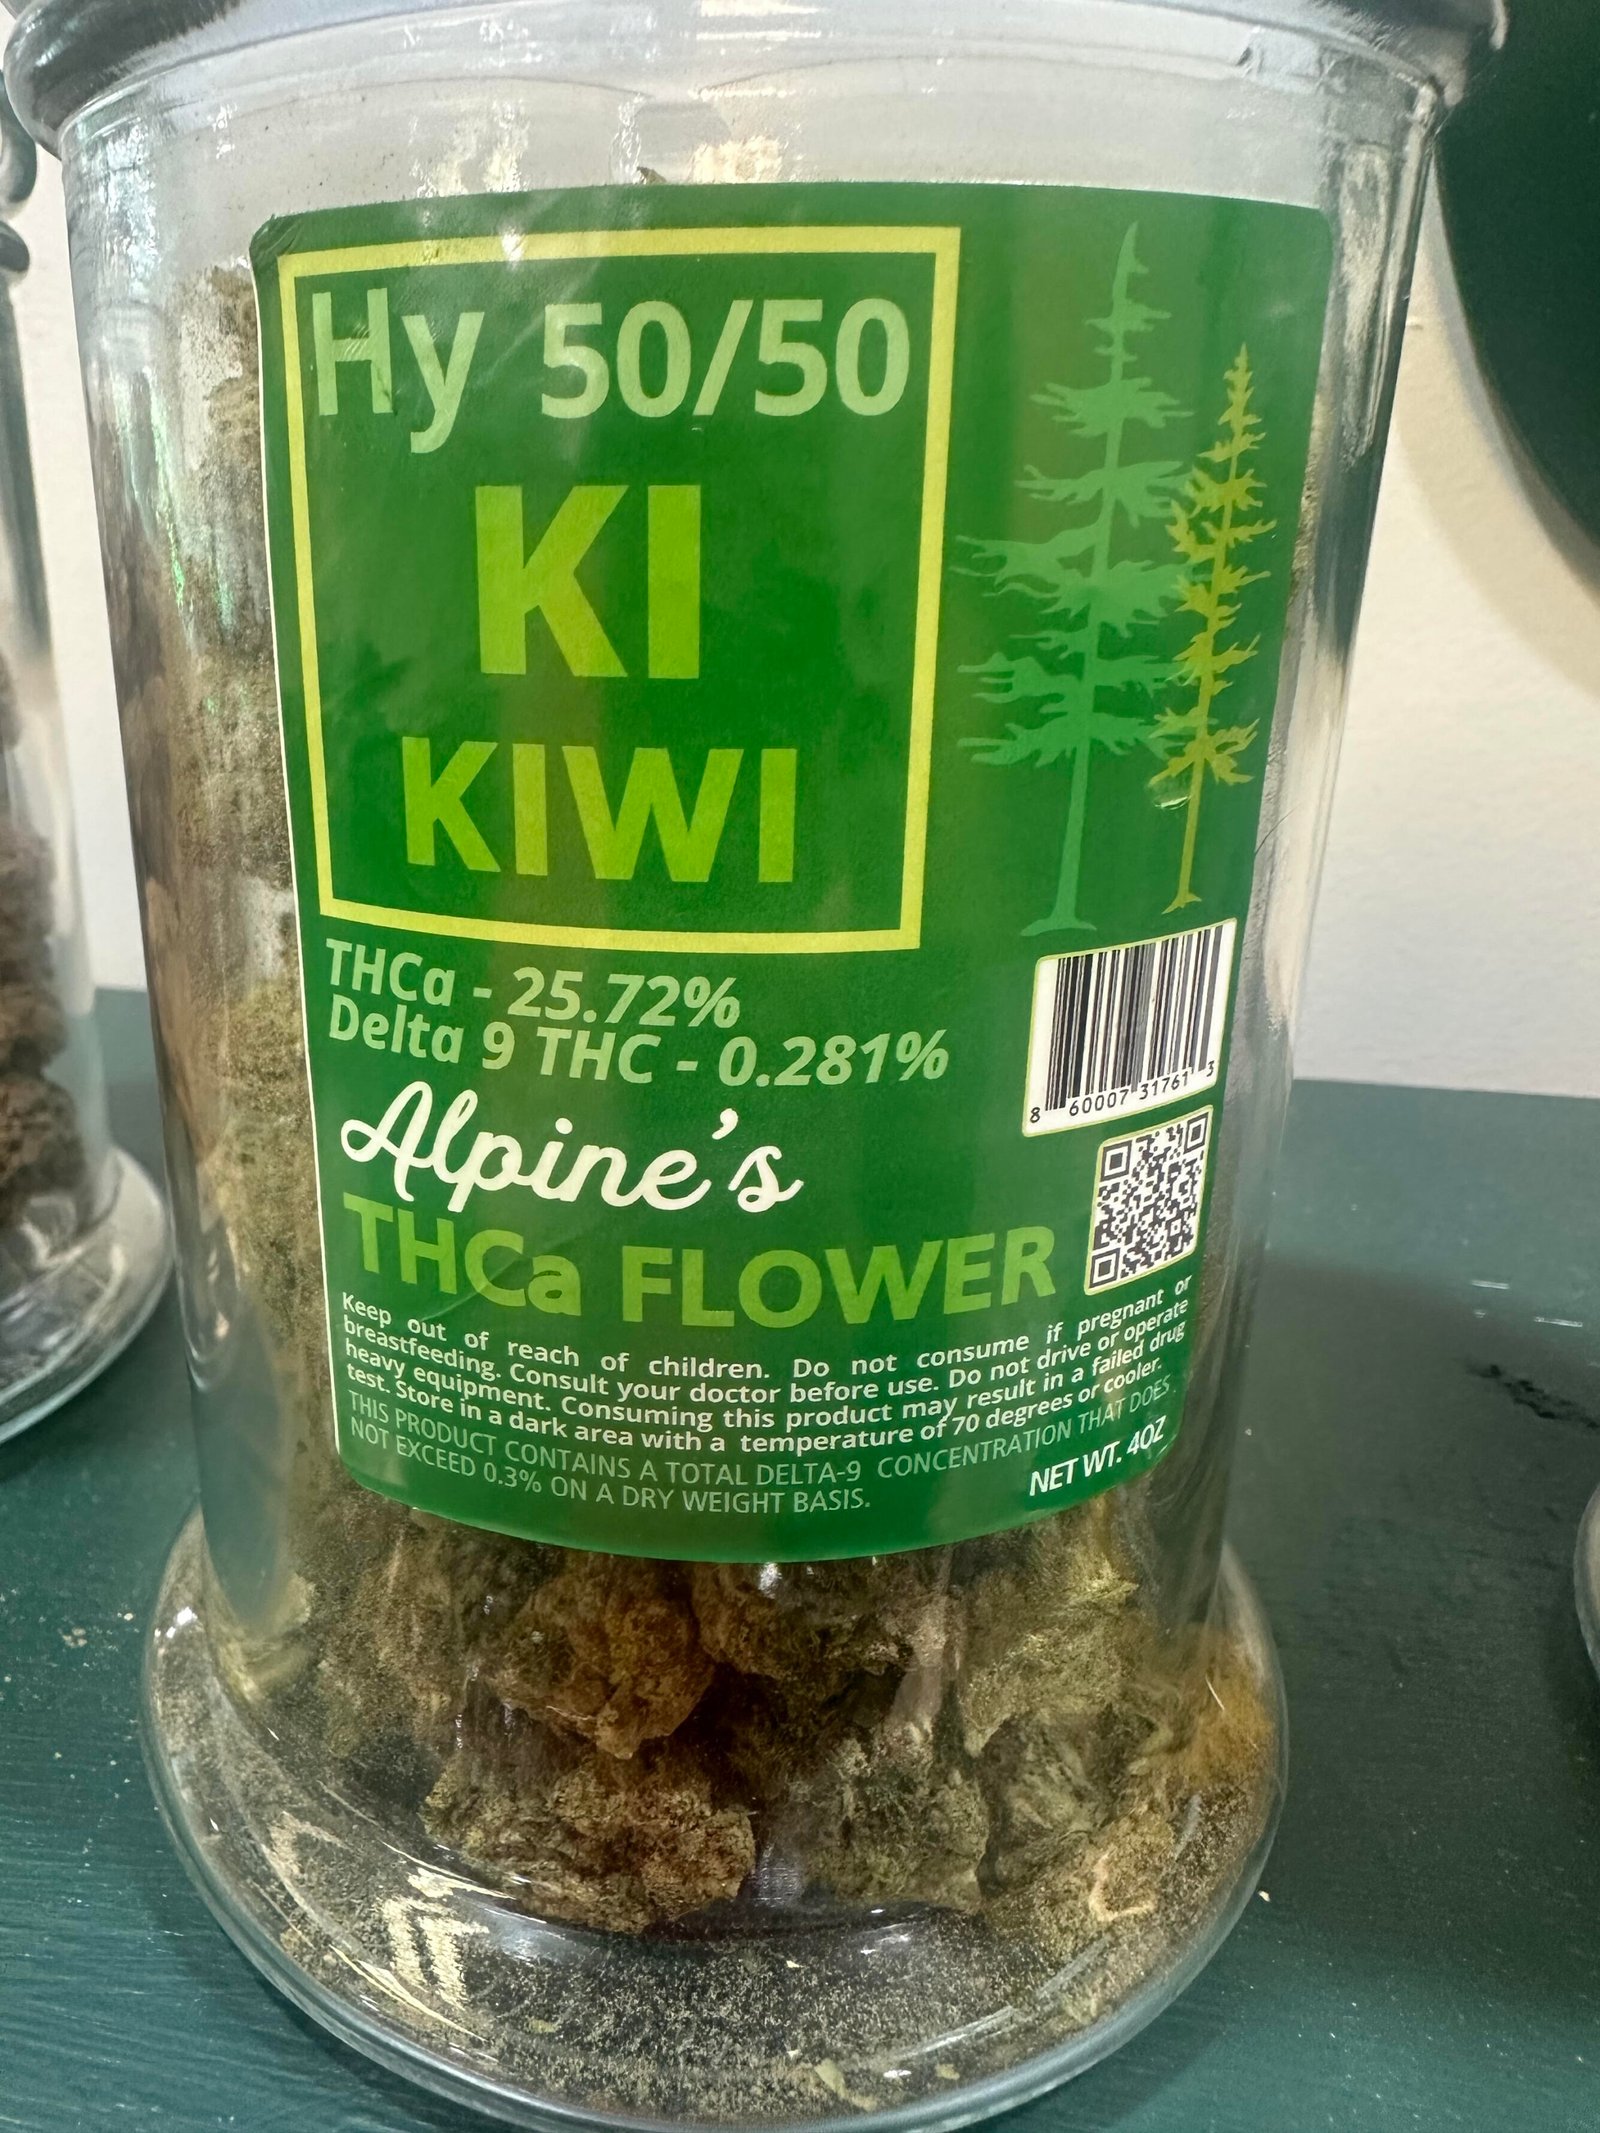 Hy 50/50
KI
KIWI
THCa - 25.72%
Delta 9 THC - 0.281%
8 60007 31761 3
Alpine's
THCa FLOWER
Keep out of reach of children. Do not consume if pregnant or
breastfeeding. Consult your doctor before use. Do not drive or operate
heavy equipment. Consuming this product may result in a failed drug
test. Store in a dark area with a temperature of 70 degrees or cooler.
THIS PRODUCT CONTAINS A TOTAL DELTA-9 CONCENTRATION THAT DOES
NOT EXCEED 0.3% ON A DRY WEIGHT BASIS.
NET WT. 4OZ